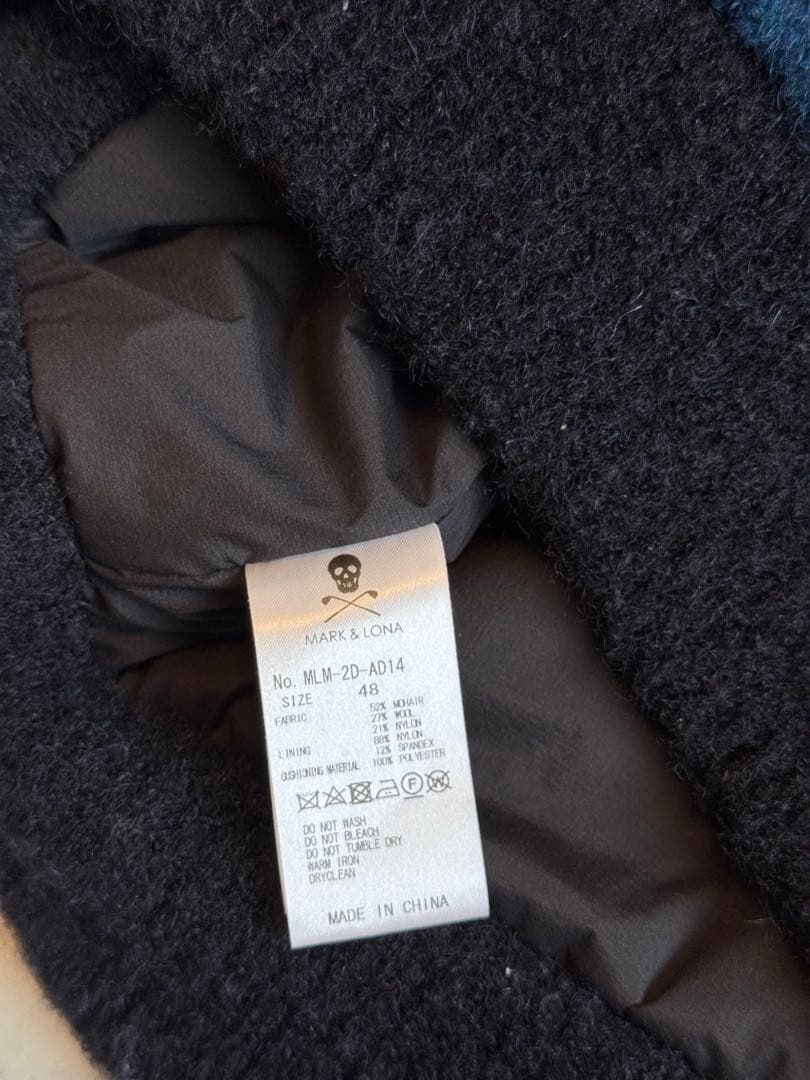 MARK & LONA
No. MLM-2D-AD14
SIZE 48
FABRIC 52% MOHAIR
27% WOOL
21% NYLON
LINING 88% NYLON
12% SPANDEX
CUSHIONING MATERIAL 100% POLYESTER
F W
DO NOT WASH
DO NOT BLEACH
DO NOT TUMBLE DRY
WARM IRON
DRYCLEAN
MADE IN CHINA